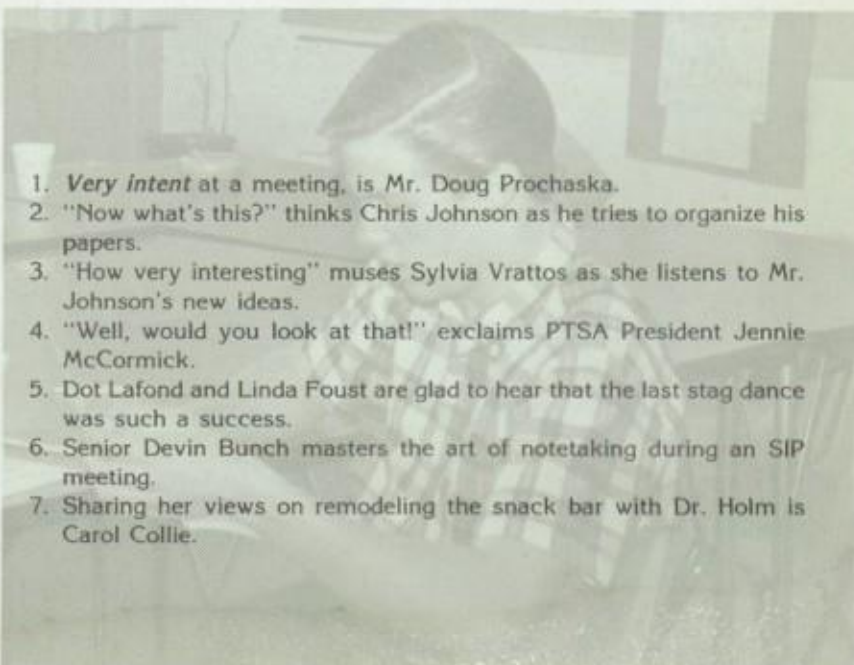 1. Very intent at a meeting, is Mr. Doug Prochaska.
2. "Now what's this?" thinks Chris Johnson as he tries to organize his
papers.
3. "How very interesting" muses Sylvia Vrattos as she listens to Mr.
Johnson's new ideas.
4. "Well, would you look at that!" exclaims PTSA President Jennie
McCormick.
5. Dot Lafond and Linda Foust are glad to hear that the last stag dance
was such a success.
6. Senior Devin Bunch masters the art of notetaking during an SIP
meeting.
7. Sharing her views on remodeling the snack bar with Dr. Holm is
Carol Collie.